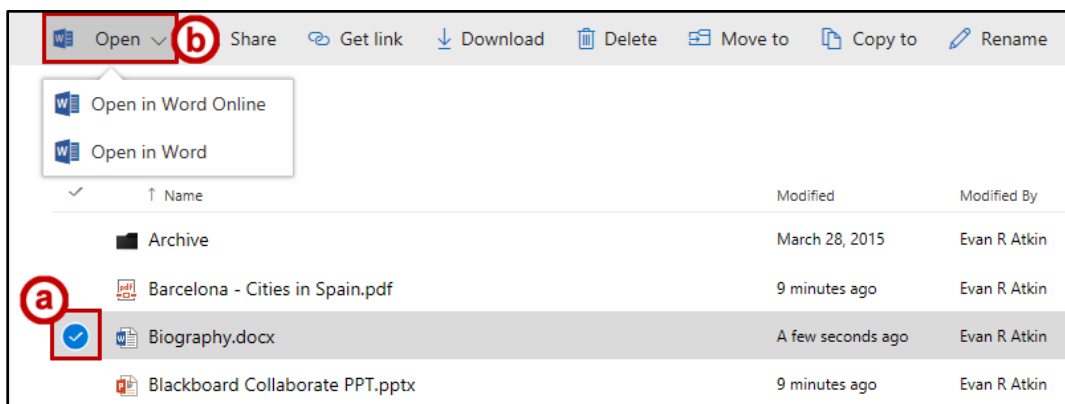 Open b Share Get link Download Delete Move to Copy to Rename
Open in Word Online
Open in Word
Name Modified Modified By
Archive March 28, 2015 Evan R Atkin
Barcelona - Cities in Spain.pdf 9 minutes ago Evan R Atkin
a
Biography.docx A few seconds ago Evan R Atkin
Blackboard Collaborate PPT.pptx 9 minutes ago Evan R Atkin